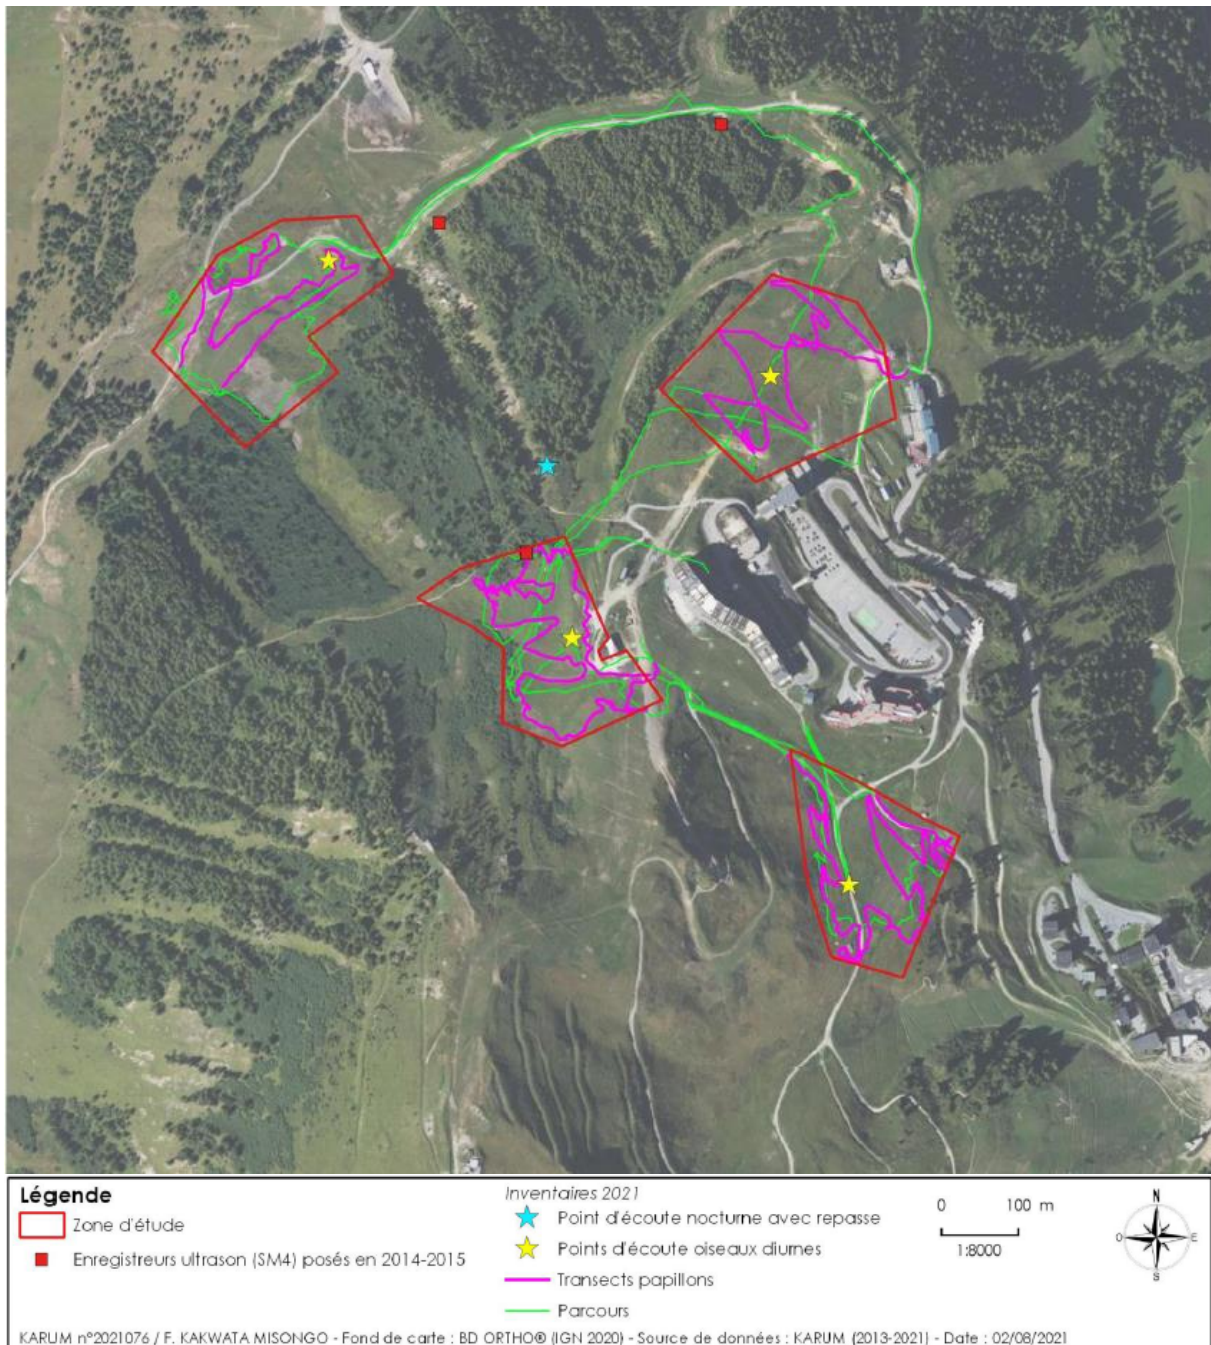 Légende
Zone d'étude
Enregistreurs ultrason (SM4) posés en 2014-2015
Inventaires 2021
Point d'écoute nocturne avec repasse
Points d'écoute oiseaux diurnes
Transects papillons
Parcours
0 100 m
1:8000
N
O E
S
KARUM n°2021076 / F. KAKWATA MISONGO - Fond de carte : BD ORTHO® (IGN 2020) - Source de données : KARUM (2013-2021) - Date : 02/08/2021